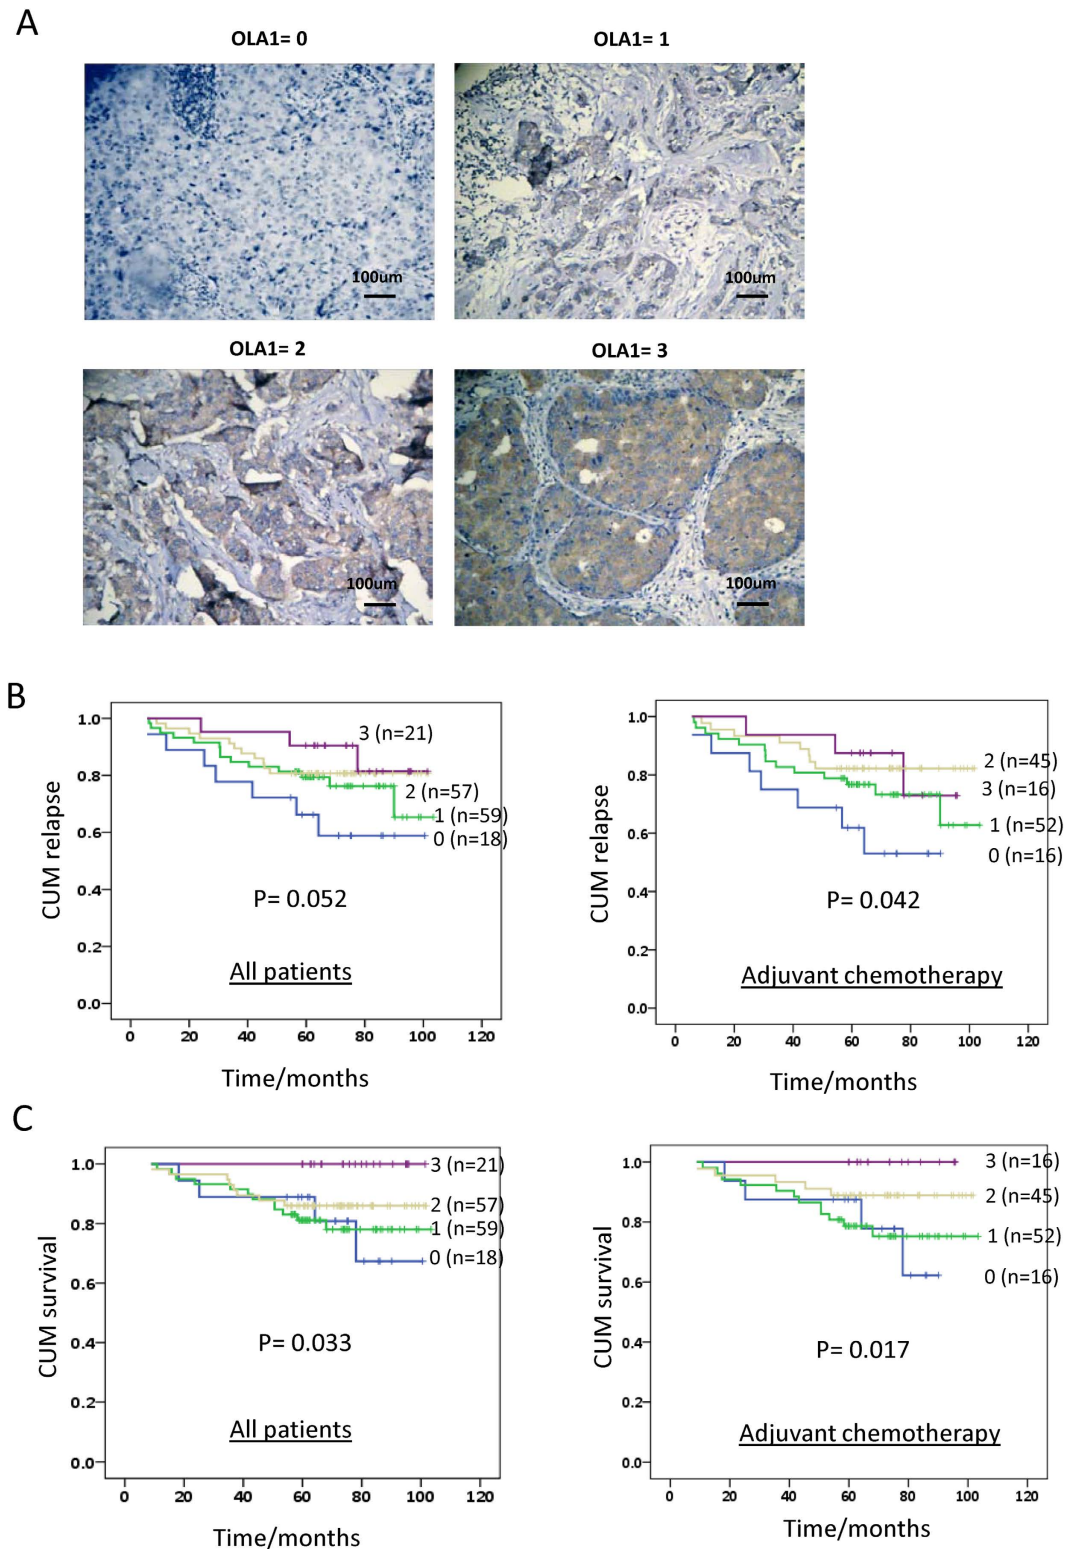 A
OLA1= 0
OLA1= 1
100um
100um
OLA1= 2
OLA1= 3
100um
100um
B
1.0
0.8
0.6
0.4
0.2
0.0
CUM relapse
3 (n=21)
2 (n=57)
1 (n=59)
0 (n=18)
P= 0.052
All patients
0 20 40 60 80 100 120
Time/months
1.0
0.8
0.6
0.4
0.2
0.0
CUM relapse
2 (n=45)
3 (n=16)
1 (n=52)
0 (n=16)
P= 0.042
Adjuvant chemotherapy
0 20 40 60 80 100 120
Time/months
C
1.0
0.8
0.6
0.4
0.2
0.0
CUM survival
3 (n=21)
2 (n=57)
1 (n=59)
0 (n=18)
P= 0.033
All patients
0 20 40 60 80 100 120
Time/months
1.0
0.8
0.6
0.4
0.2
0.0
CUM survival
3 (n=16)
2 (n=45)
1 (n=52)
0 (n=16)
P= 0.017
Adjuvant chemotherapy
0 20 40 60 80 100 120
Time/months